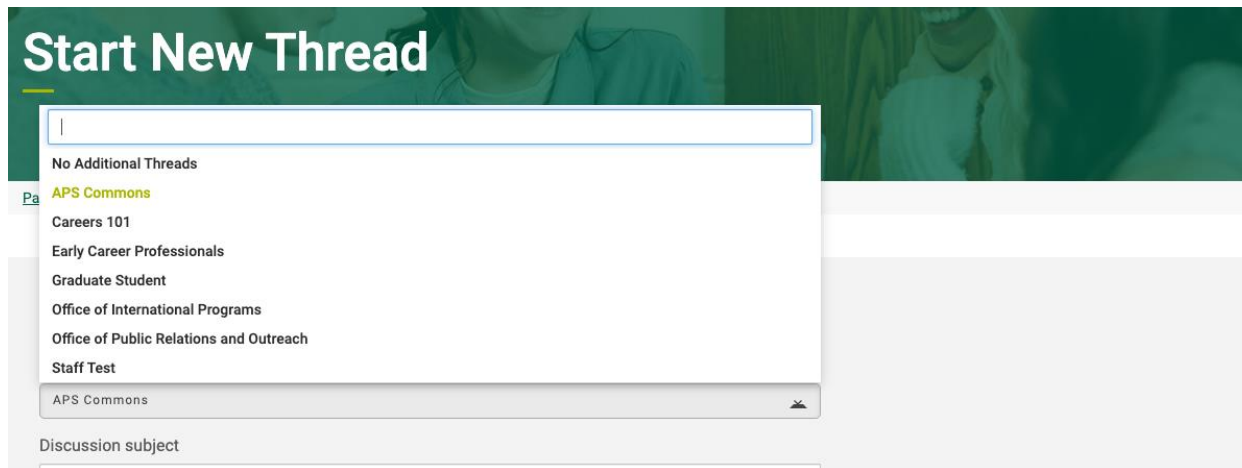 Start New Thread
No Additional Threads
Pa
APS Commons
Careers 101
Early Career Professionals
Graduate Student
Office of International Programs
Office of Public Relations and Outreach
Staff Test
APS Commons
Discussion subject